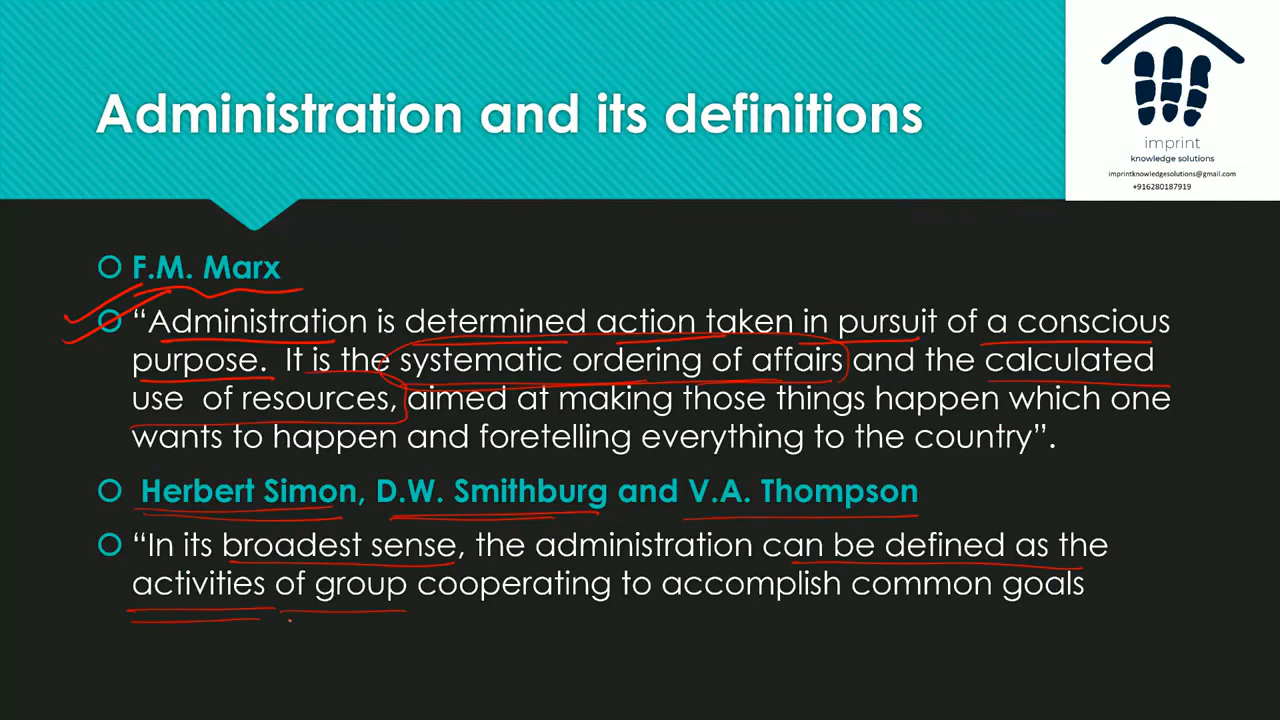 Administration and its definitions
imprint
knowledge solutions
imprintknowledgesolutions@gmail.com
+916280187919
F.M. Marx
“Administration is determined action taken in pursuit of a conscious
purpose. It is the systematic ordering of affairs and the calculated
use of resources, aimed at making those things happen which one
wants to happen and foretelling everything to the country”.
Herbert Simon, D.W. Smithburg and V.A. Thompson
“In its broadest sense, the administration can be defined as the
activities of group cooperating to accomplish common goals